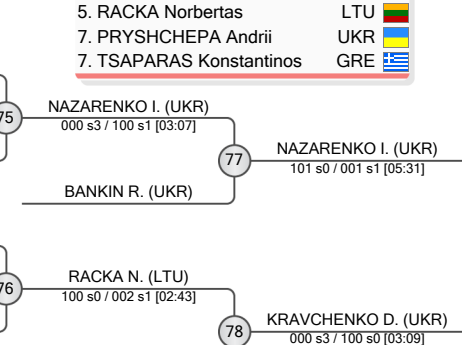 5. RACKA Norbertas LTU
7. PRYSHCHEPA Andrii UKR
7. TSAPARAS Konstantinos GRE
75
NAZARENKO I. (UKR)
000 s3 / 100 s1 [03:07]
77
NAZARENKO I. (UKR)
101 s0 / 001 s1 [05:31]
BANKIN R. (UKR)
76
RACKA N. (LTU)
100 s0 / 002 s1 [02:43]
78
KRAVCHENKO D. (UKR)
000 s3 / 100 s0 [03:09]